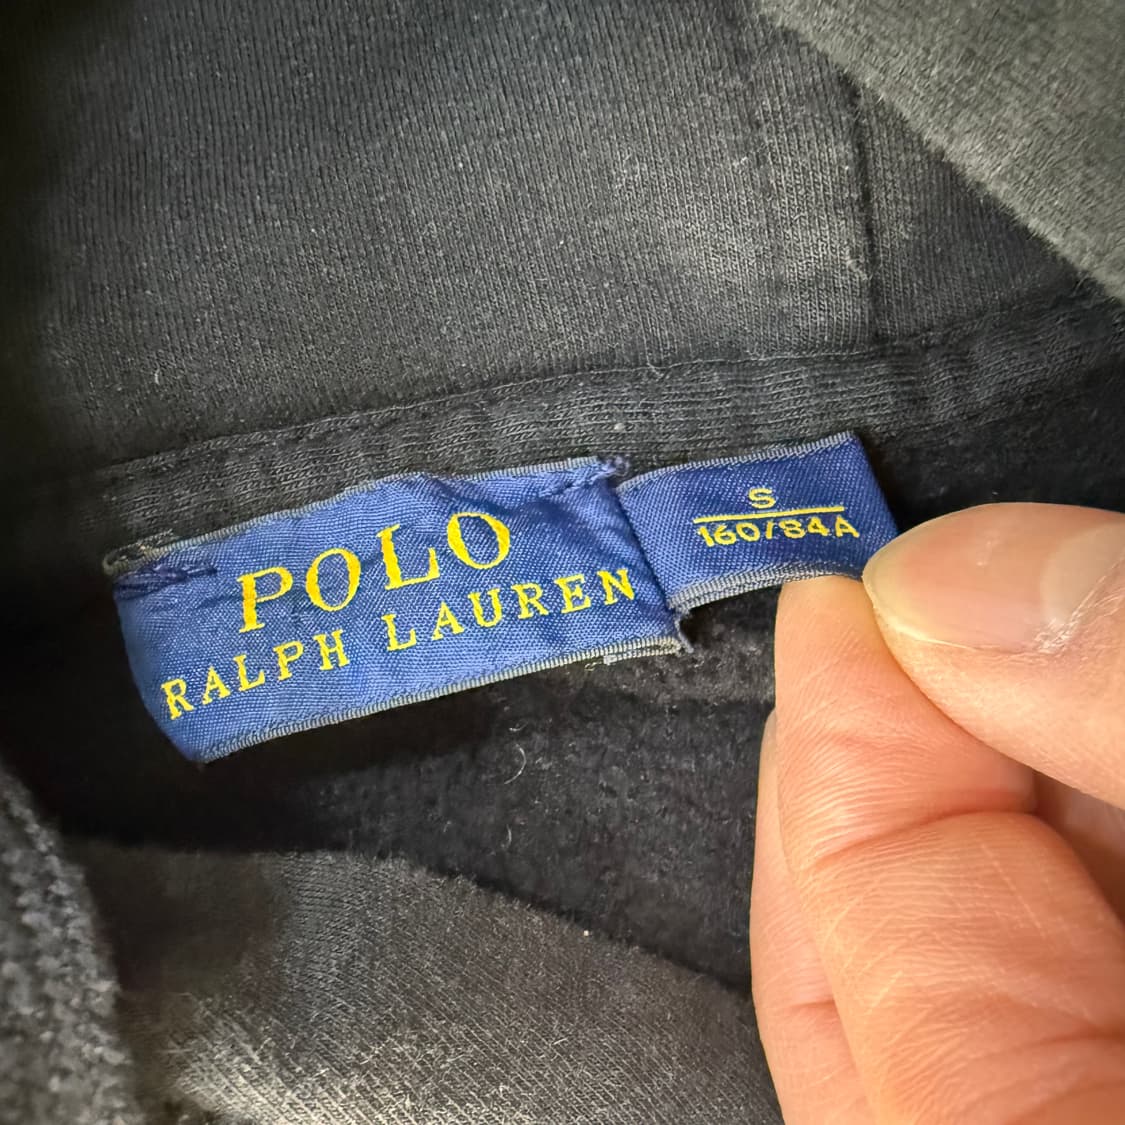 POLO
RALPH LAUREN
S
160/84A